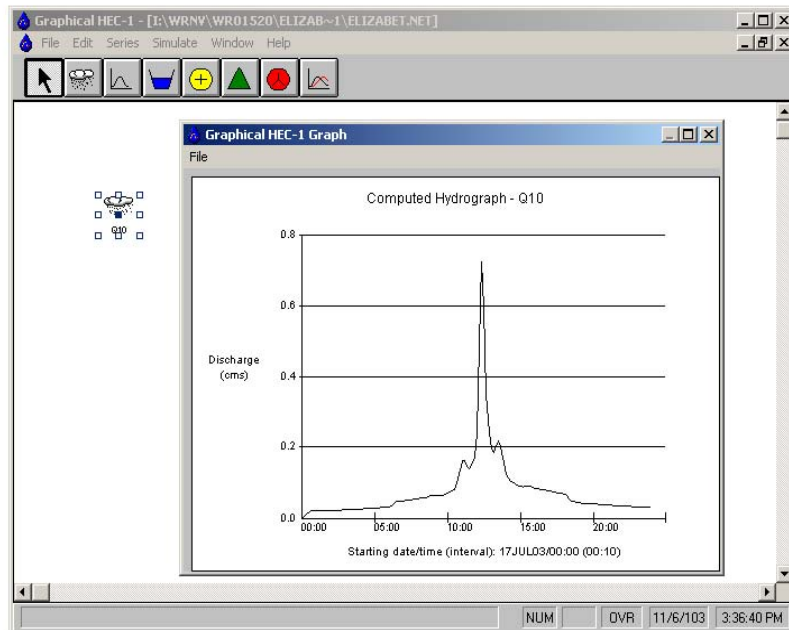 Graphical HEC-1 - [I:\WRNV\WR01520\ELIZAB~1\ELIZABET.NET]
File Edit Series Simulate Window Help
Graphical HEC-1 Graph
File
Q10
Computed Hydrograph - Q10
0.8
0.6
Discharge
(cms)
0.4
0.2
0.0
00:00 05:00 10:00 15:00 20:00
Starting date/time (interval): 17JUL03/00:00 (00:10)
NUM OVR 11/6/103 3:36:40 PM